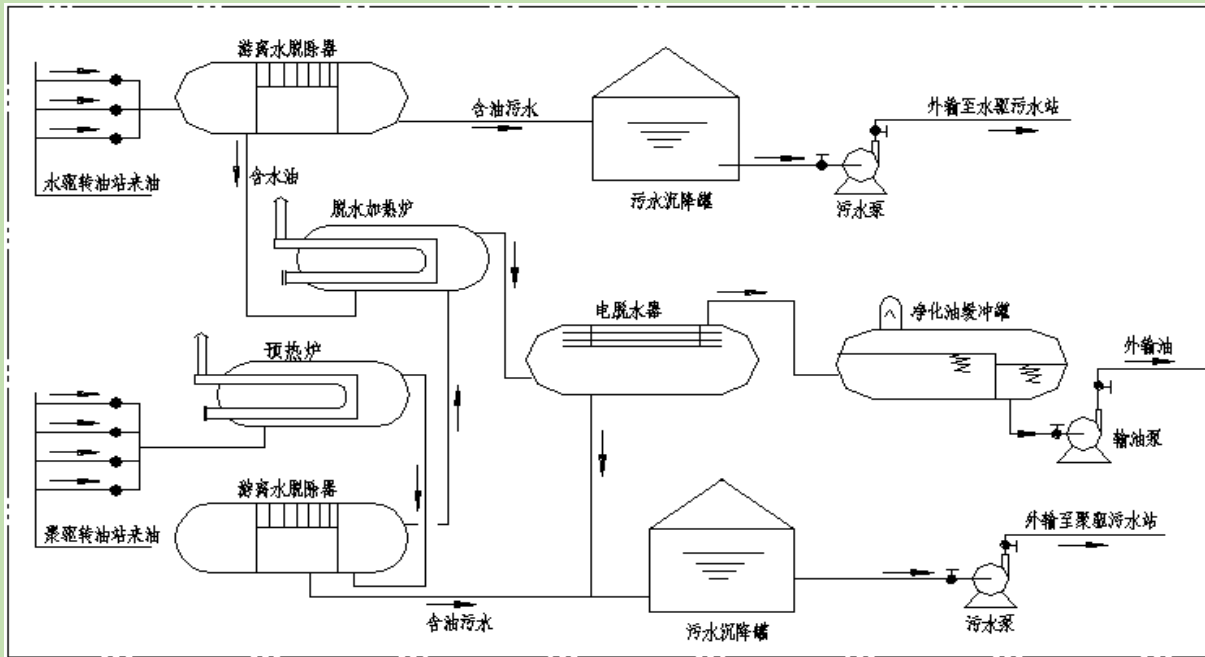 游离水脱除器
含油污水
外输至水驱污水站
水驱转油站来油
含水油
污水沉降罐
污水泵
脱水加热炉
电脱水器
净化油缓冲罐
预热炉
外输油
输油泵
游离水脱除器
聚驱转油站来油
外输至聚驱污水站
含油污水
污水沉降罐
污水泵